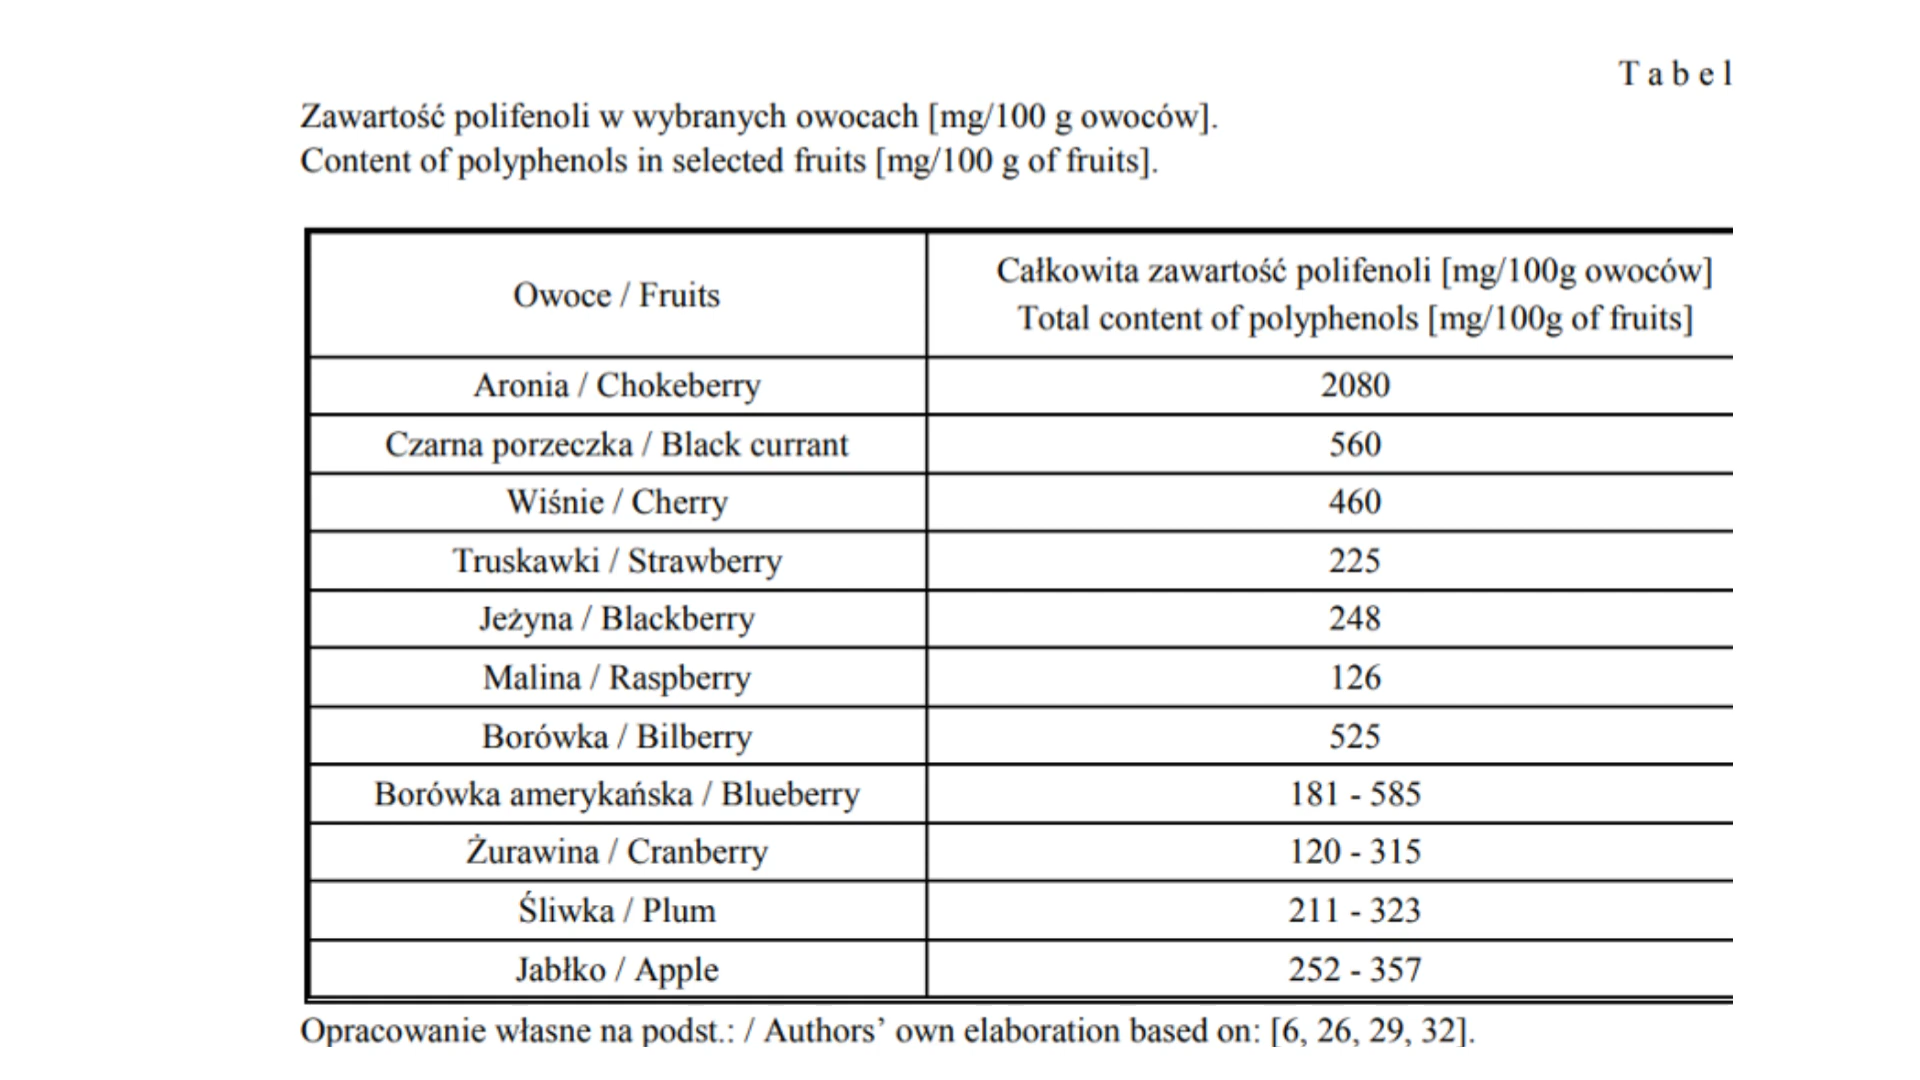 Tabel
Zawartość polifenoli w wybranych owocach [mg/100 g owoców].
Content of polyphenols in selected fruits [mg/100 g of fruits].
Owoce / Fruits
Całkowita zawartość polifenoli [mg/100g owoców]
Total content of polyphenols [mg/100g of fruits]
Aronia / Chokeberry 2080
Czarna porzeczka / Black currant 560
Wiśnie / Cherry 460
Truskawki / Strawberry 225
Jeżyna / Blackberry 248
Malina / Raspberry 126
Borówka / Bilberry 525
Borówka amerykańska / Blueberry 181 - 585
Żurawina / Cranberry 120 - 315
Śliwka / Plum 211 - 323
Jabłko / Apple 252 - 357
Opracowanie własne na podst.: / Authors’ own elaboration based on: [6, 26, 29, 32].